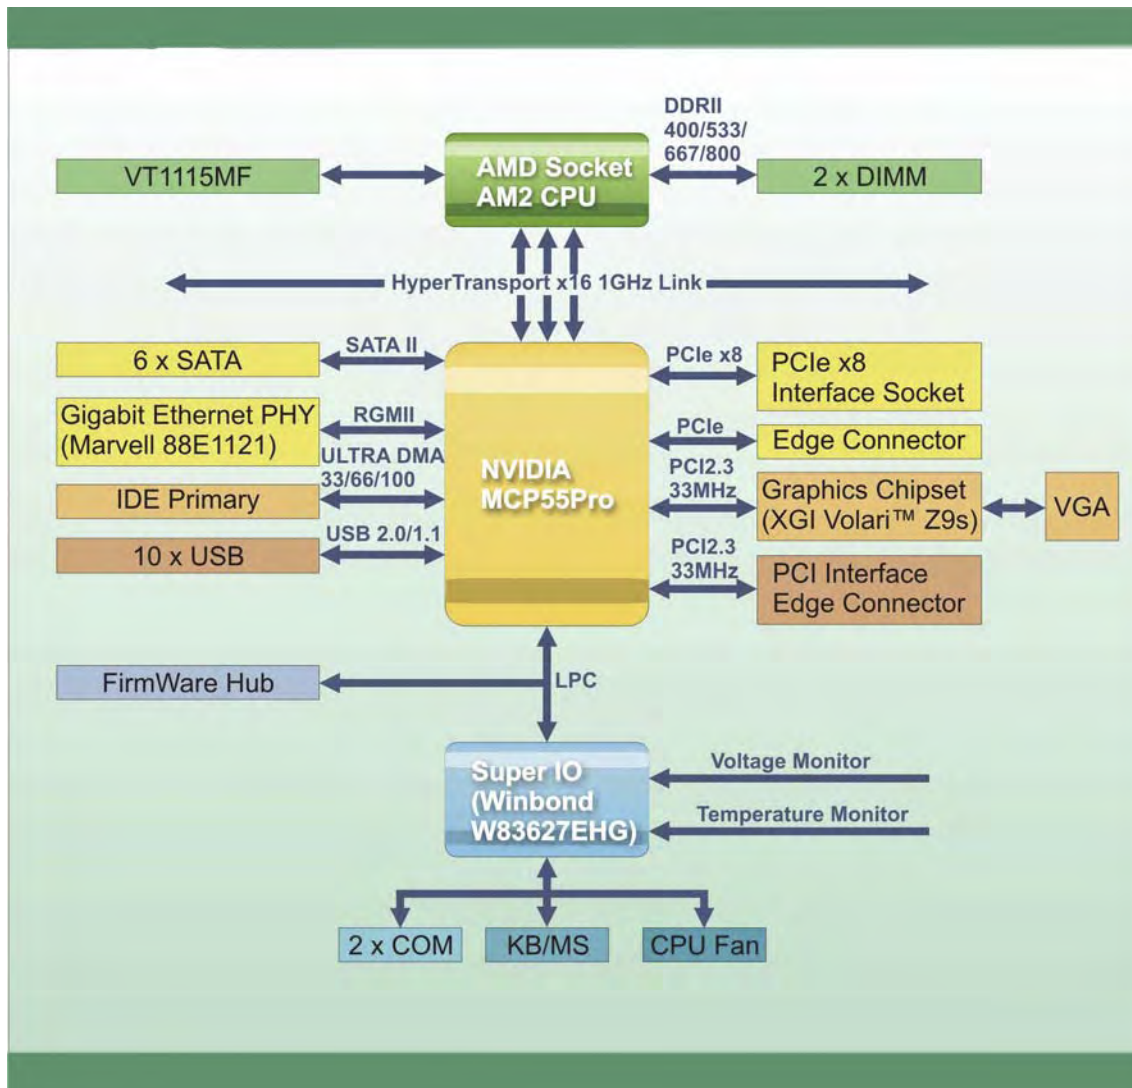 DDRII
400/533/
667/800
VT1115MF
AMD Socket
AM2 CPU
2 x DIMM
HyperTransport x16 1GHz Link
6 x SATA
SATA II
PCIe x8
PCIe x8
Interface Socket
Gigabit Ethernet PHY
(Marvell 88E1121)
RGMII
PCIe
Edge Connector
ULTRA DMA
33/66/100
IDE Primary
NVIDIA
MCP55Pro
PCI2.3
33MHz
Graphics Chipset
(XGI Volari™ Z9s)
VGA
USB 2.0/1.1
10 x USB
PCI2.3
33MHz
PCI Interface
Edge Connector
FirmWare Hub
LPC
Super IO
(Winbond
W83627EHG)
Voltage Monitor
Temperature Monitor
2 x COM
KB/MS
CPU Fan